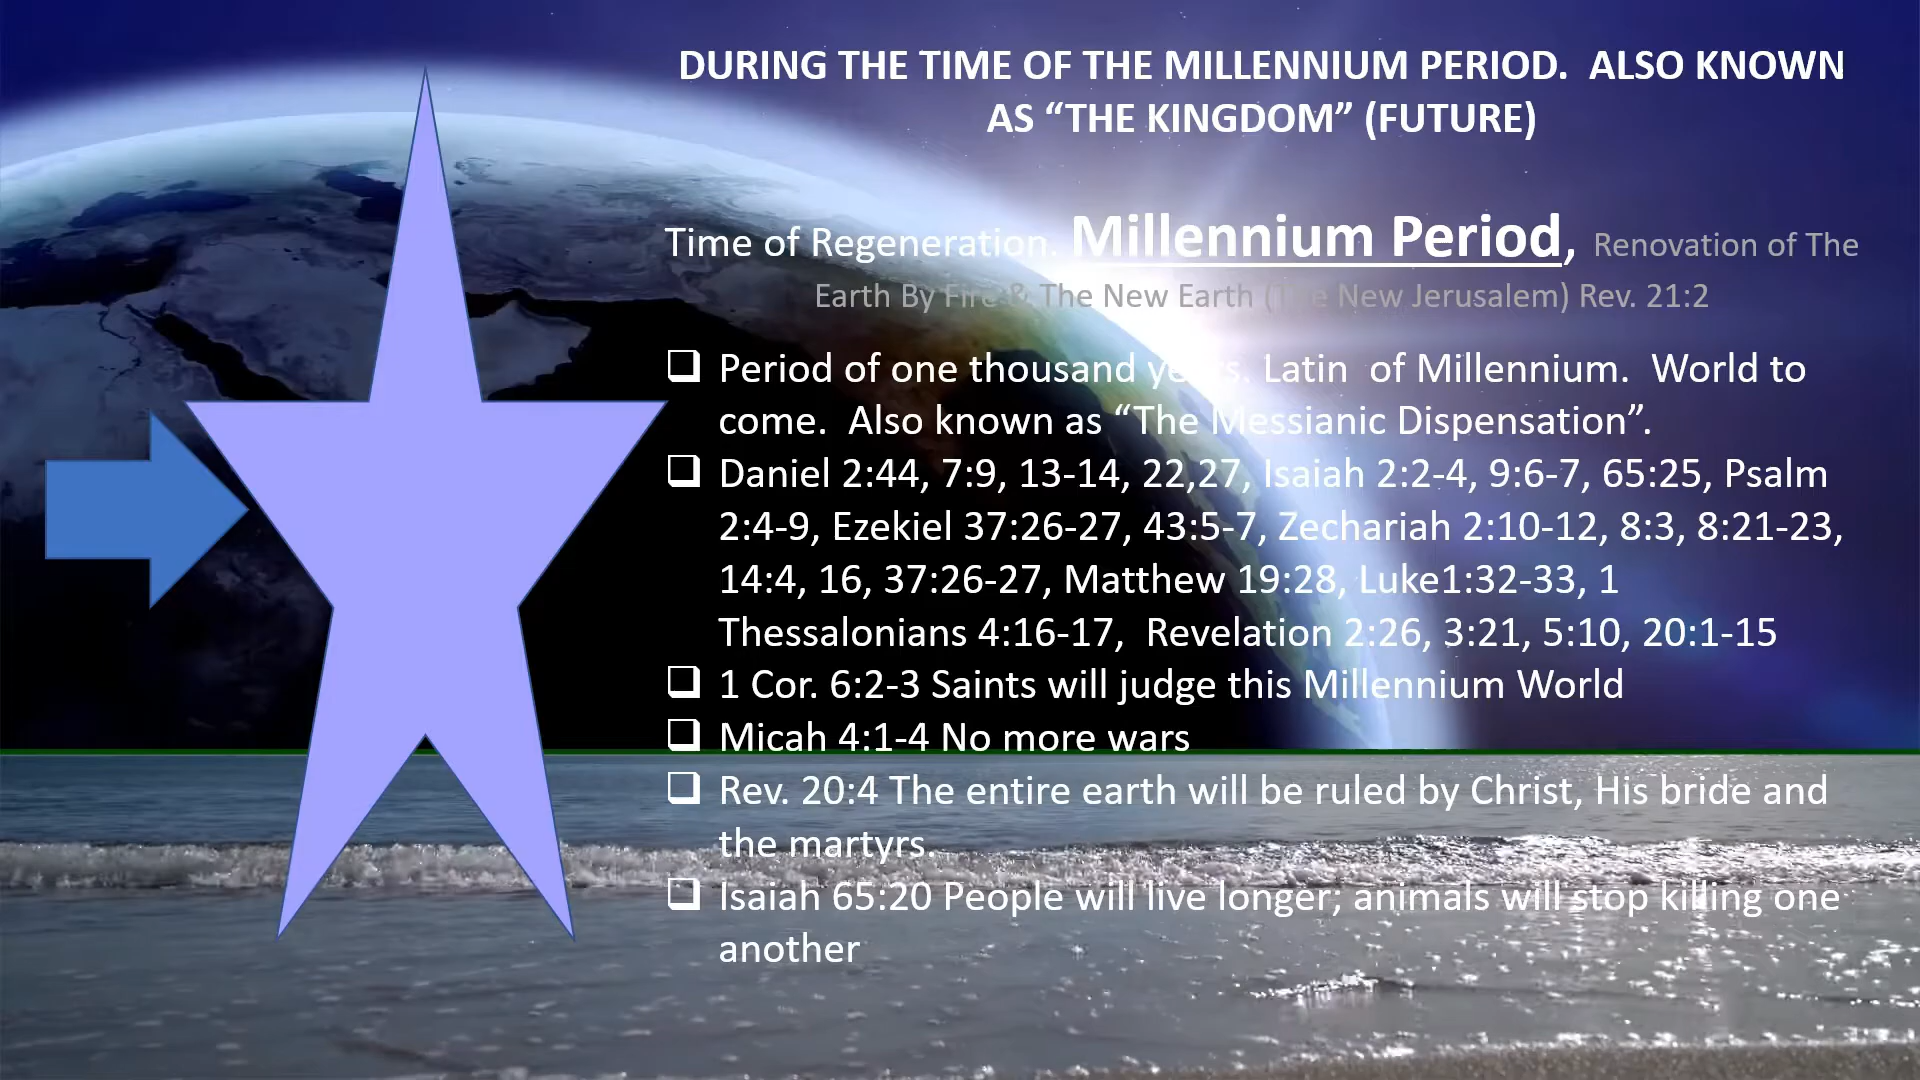 DURING THE TIME OF THE MILLENNIUM PERIOD.  ALSO KNOWN
AS “THE KINGDOM” (FUTURE)
Time of Regeneration. Millennium Period, Renovation of The
Earth By Fire & The New Earth (The New Jerusalem) Rev. 21:2
❑ Period of one thousand years. Latin  of Millennium.  World to
come.  Also known as “The Messianic Dispensation”.
❑ Daniel 2:44, 7:9, 13-14, 22,27, Isaiah 2:2-4, 9:6-7, 65:25, Psalm
2:4-9, Ezekiel 37:26-27, 43:5-7, Zechariah 2:10-12, 8:3, 8:21-23,
14:4, 16, 37:26-27, Matthew 19:28, Luke1:32-33, 1
Thessalonians 4:16-17,  Revelation 2:26, 3:21, 5:10, 20:1-15
❑ 1 Cor. 6:2-3 Saints will judge this Millennium World
❑ Micah 4:1-4 No more wars
❑ Rev. 20:4 The entire earth will be ruled by Christ, His bride and
the martyrs.
❑ Isaiah 65:20 People will live longer; animals will stop killing one
another